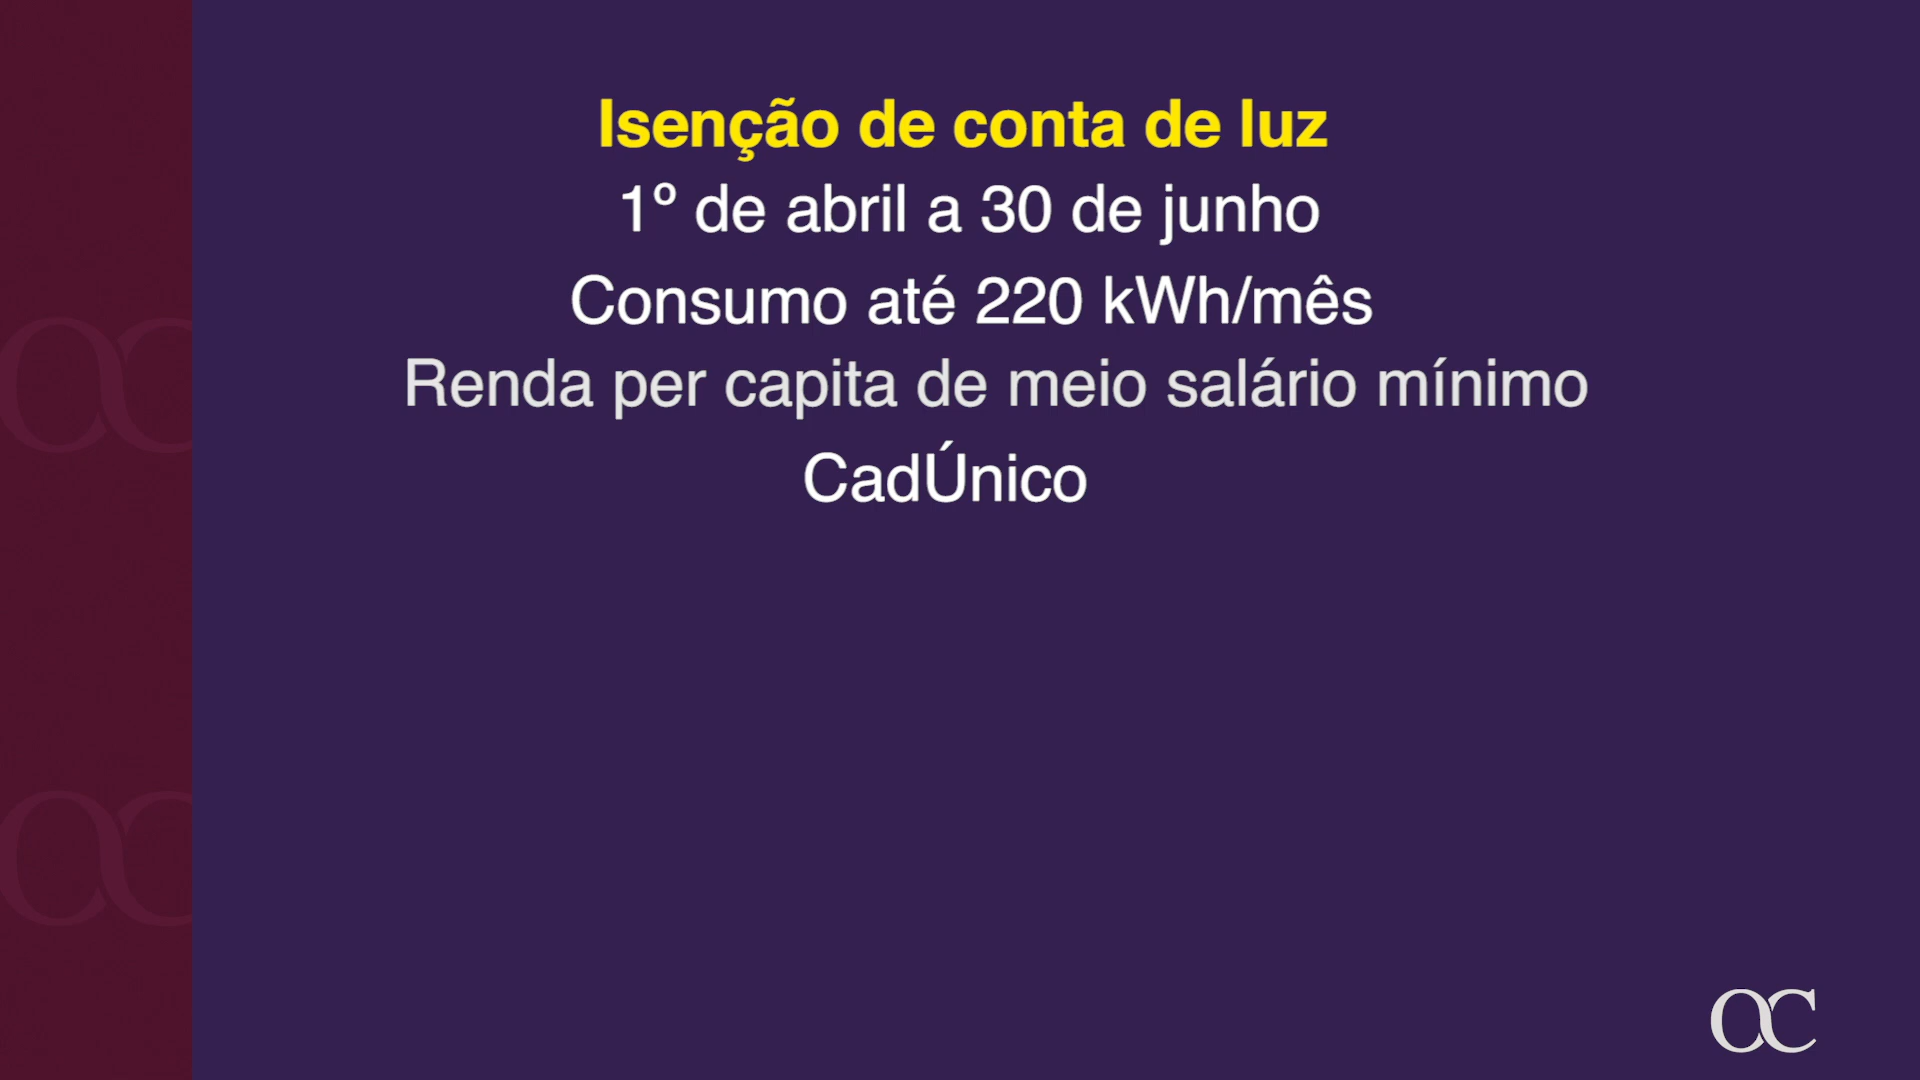 Isenção de conta de luz
1º de abril a 30 de junho
Consumo até 220 kWh/mês
Renda per capita de meio salário mínimo
CadÚnico
OC